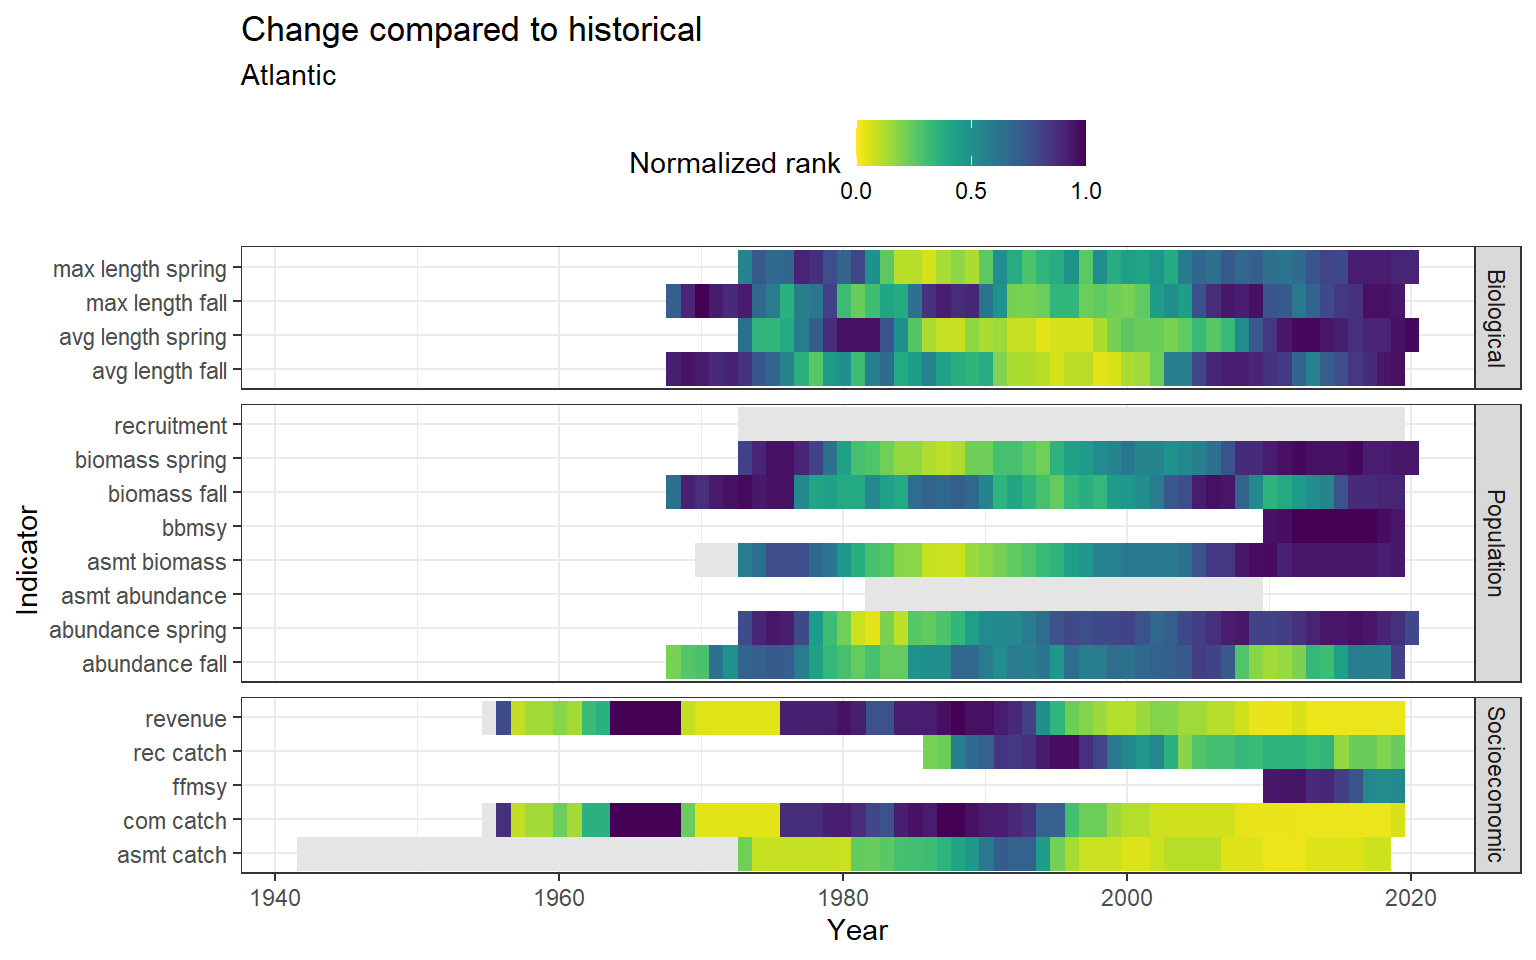 Change compared to historical
Atlantic
Normalized rank
0.0 0.5 1.0
max length spring
max length fall
avg length spring
avg length fall
Biological
recruitment
biomass spring
biomass fall
bbmsy
asmt biomass
asmt abundance
abundance spring
abundance fall
Population
revenue
rec catch
ffmsy
com catch
asmt catch
Socioeconomic
Indicator
1940 1960 1980 2000 2020
Year